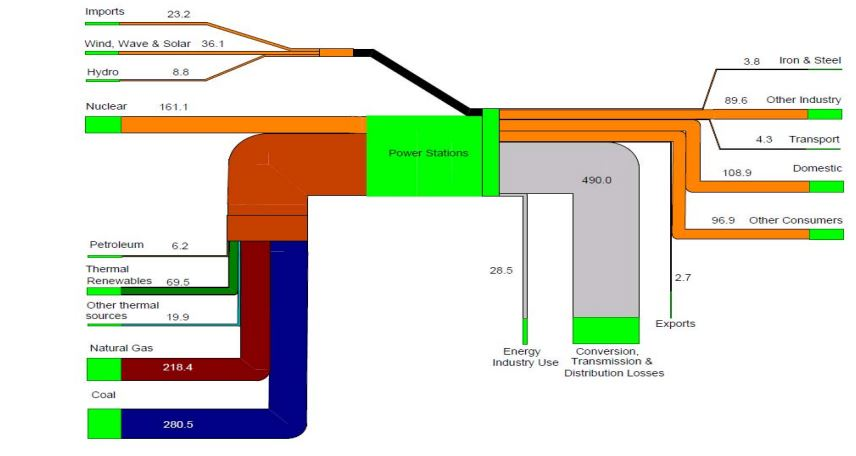 Imports 23.2
Wind, Wave & Solar 36.1
Hydro 8.8
Nuclear 161.1
Power Stations
Petroleum 6.2
Thermal
Renewables 69.5
Other thermal
sources 19.9
Natural Gas
218.4
Coal
280.5
3.8 Iron & Steel
89.6 Other Industry
4.3 Transport
Domestic
108.9
96.9 Other Consumers
490.0
28.5
2.7
Exports
Energy
Industry Use
Conversion,
Transmission &
Distribution Losses